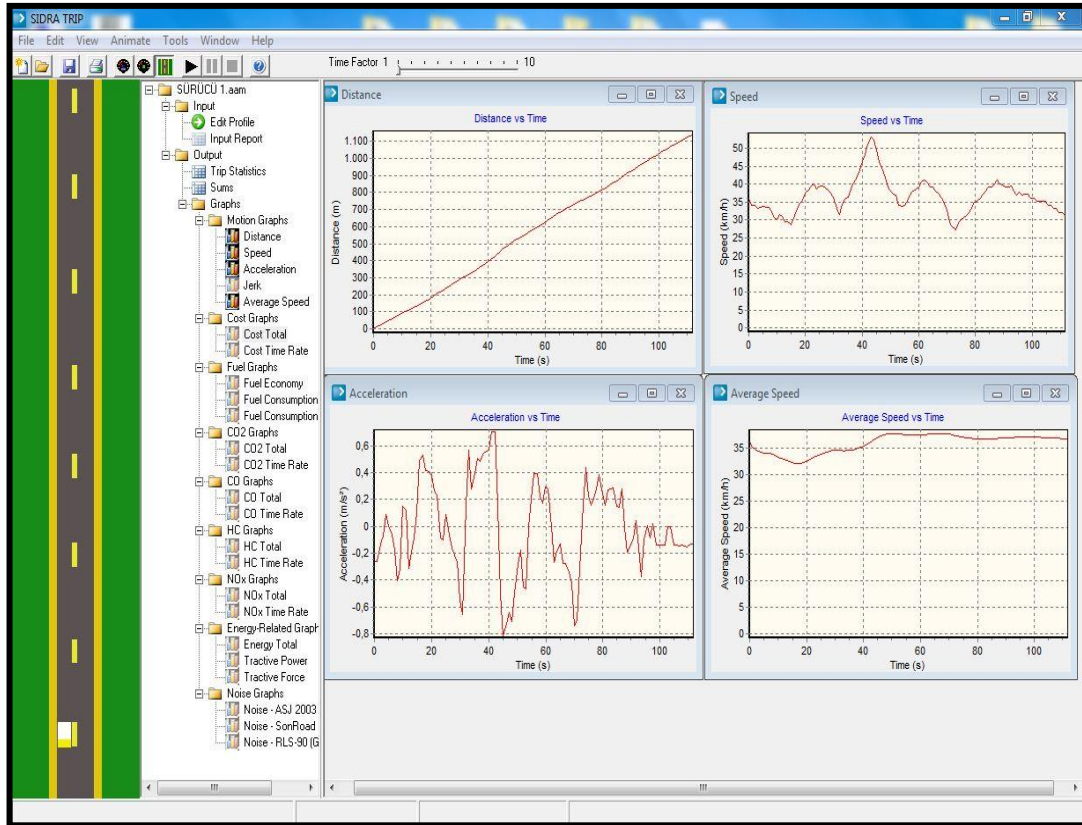 SIDRA TRIP
File Edit View Animate Tools Window Help
Time Factor 1 10
SÜRÜCÜ 1.aam
Input
Edit Profile
Input Report
Output
Trip Statistics
Sums
Graphs
Motion Graphs
Distance
Speed
Acceleration
Jerk
Average Speed
Cost Graphs
Cost Total
Cost Time Rate
Fuel Graphs
Fuel Economy
Fuel Consumption
Fuel Consumption
CO2 Graphs
CO2 Total
CO2 Time Rate
CO Graphs
CO Total
CO Time Rate
HC Graphs
HC Total
HC Time Rate
NOx Graphs
NOx Total
NOx Time Rate
Energy-Related Graph
Energy Total
Tractive Power
Tractive Force
Noise Graphs
Noise - ASJ 2003
Noise - SonRoad
Noise - RLS-90 (G
Distance
Distance vs Time
Distance (m)
1.100
1.000
900
800
700
600
500
400
300
200
100
0
0 20 40 60 80 100
Time (s)
Speed
Speed vs Time
Speed (km/h)
50
45
40
35
30
25
20
15
10
5
0
0 20 40 60 80 100
Time (s)
Acceleration
Acceleration vs Time
Acceleration (m/s²)
0,6
0,4
0,2
0
-0,2
-0,4
-0,6
-0,8
0 20 40 60 80 100
Time (s)
Average Speed
Average Speed vs Time
Average Speed (km/h)
35
30
25
20
15
10
5
0
0 20 40 60 80 100
Time (s)